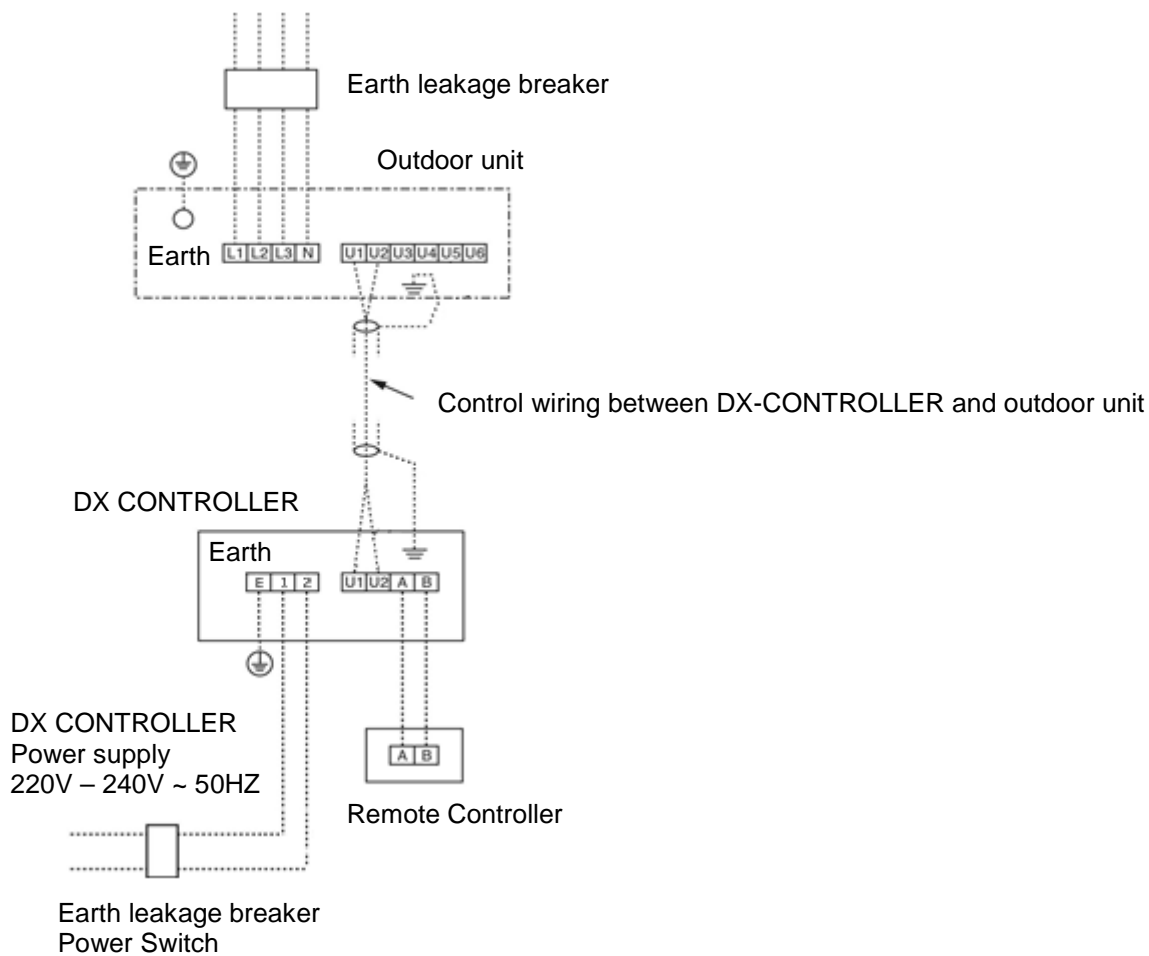 Earth leakage breaker
Outdoor unit
Earth
L1 L2 L3 N
U1 U2 U3 U4 U5 U6
Control wiring between DX-CONTROLLER and outdoor unit
DX CONTROLLER
Earth
E 1 2
U1 U2 A B
DX CONTROLLER
Power supply
220V – 240V ~ 50HZ
A B
Remote Controller
Earth leakage breaker
Power Switch